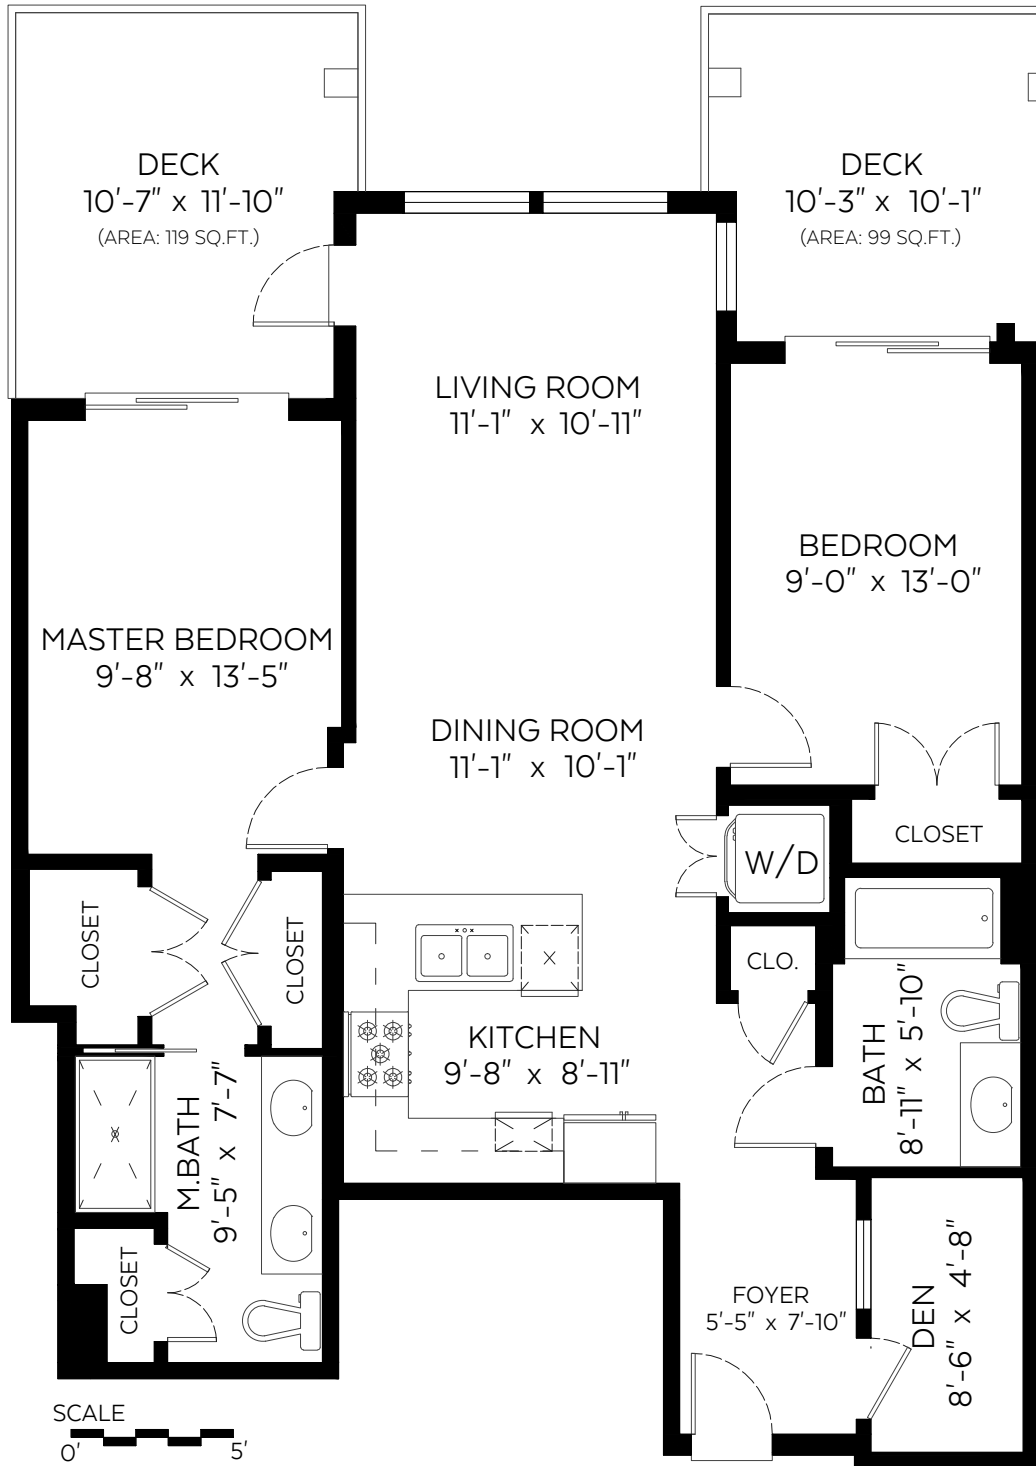 DECK
10'-7" x 11'-10"
(AREA: 119 SQ.FT.)
DECK
10'-3" x 10'-1"
(AREA: 99 SQ.FT.)
LIVING ROOM
11'-1" x 10'-11"
BEDROOM
9'-0" x 13'-0"
MASTER BEDROOM
9'-8" x 13'-5"
DINING ROOM
11'-1" x 10'-1"
CLOSET
W/D
CLOSET
CLOSET
CLO.
KITCHEN
9'-8" x 8'-11"
BATH
8'-11" x 5'-10"
M.BATH
9'-5" x 7'-7"
CLOSET
FOYER
5'-5" x 7'-10"
DEN
8'-6" x 4'-8"
SCALE
0' 5'